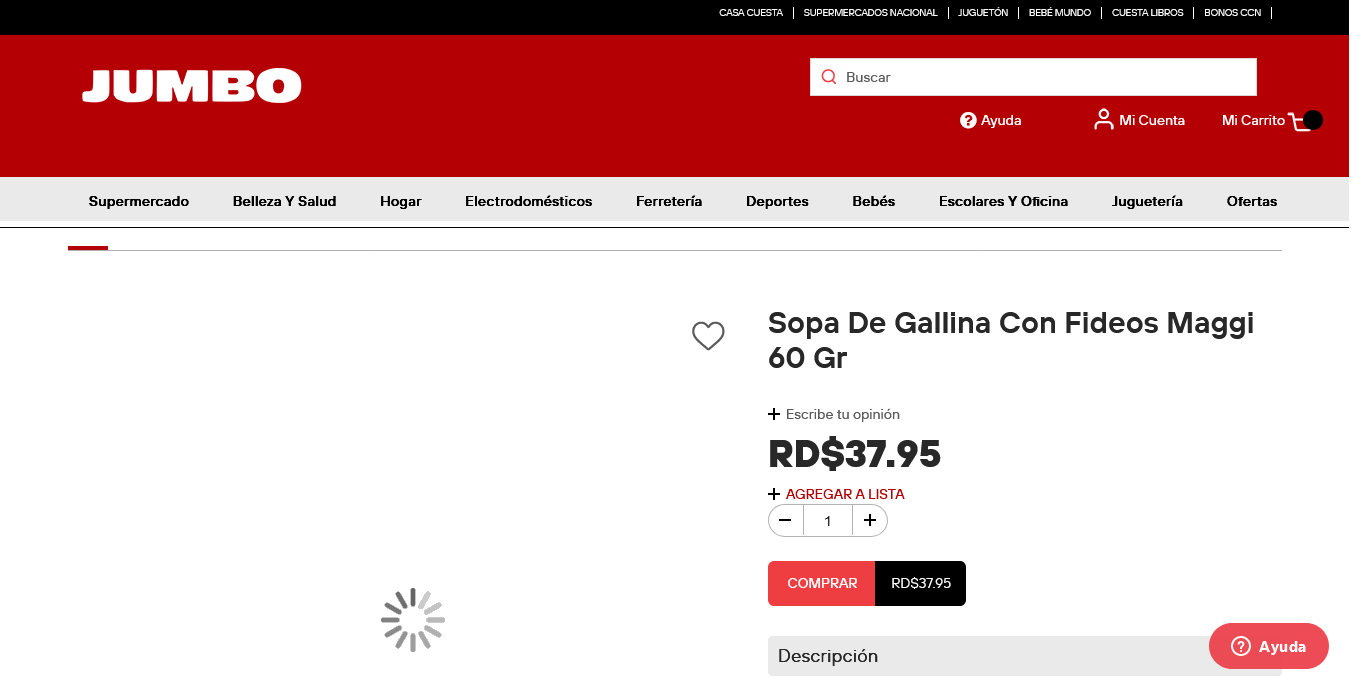 CASA CUESTA SUPERMERCADOS NACIONAL JUGUETÓN BEBÉ MUNDO CUESTA LIBROS BONOS CCN
JUMBO
Buscar
Ayuda Mi Cuenta Mi Carrito
Supermercado Belleza Y Salud Hogar Electrodomésticos Ferretería Deportes Bebés Escolares Y Oficina Juguetería Ofertas
Sopa De Gallina Con Fideos Maggi
60 Gr
Escribe tu opinión
RD$37.95
AGREGAR A LISTA
1
COMPRAR RD$37.95
Descripción
Ayuda